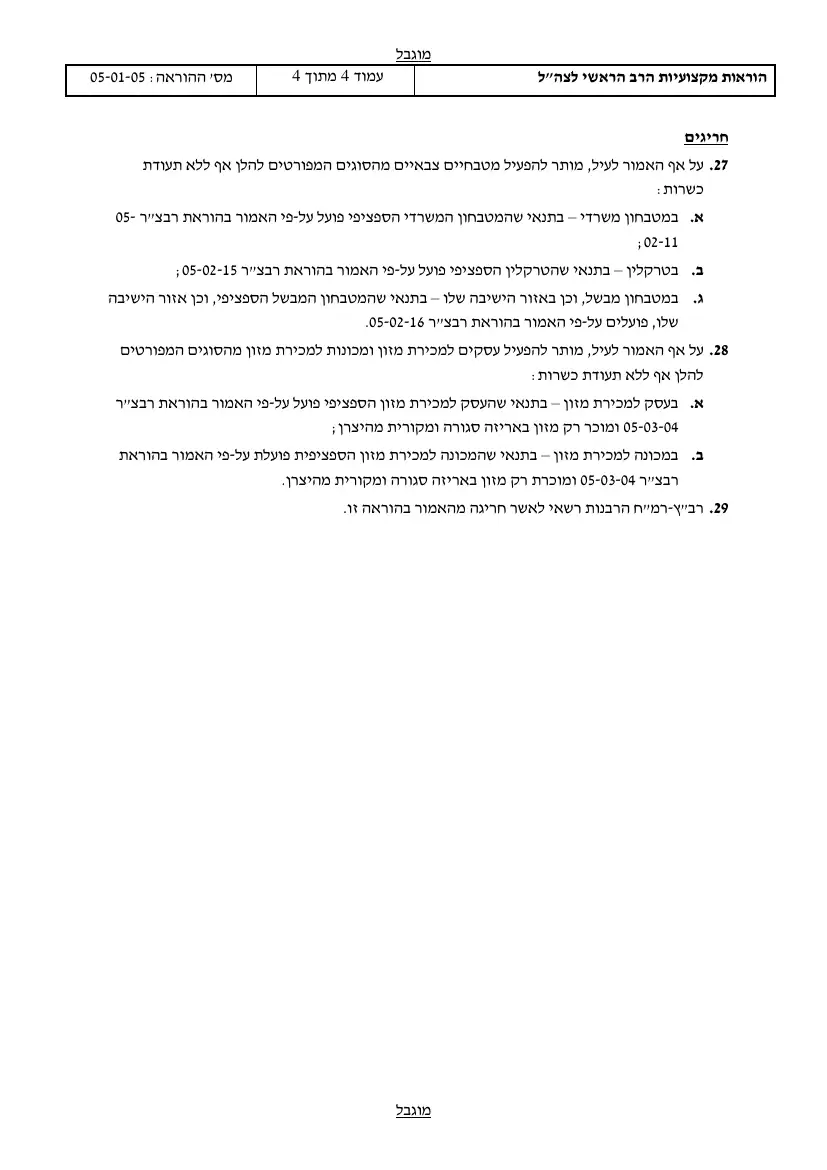 מוגבל
הוראות מקצועיות הרב הראשי לצה״ל עמוד 4 מתוך 4 מס׳ ההוראה: 05-01-05
חריגים
27. על אף האמור לעיל, מותר להפעיל מטבחיים צבאיים מהסוגים המפורטים להלן אף ללא תעודת
כשרות:
א. במטבחון משרדי – בתנאי שהמטבחון המשרדי הספציפי פועל על-פי האמור בהוראת רבצ״ר 05-
02-11;
ב. בטרקלין – בתנאי שהטרקלין הספציפי פועל על-פי האמור בהוראת רבצ״ר 05-02-15;
ג. במטבחון מבשל, וכן באזור הישיבה שלו – בתנאי שהמטבחון המבשל הספציפי, וכן אזור הישיבה
שלו, פועלים על-פי האמור בהוראת רבצ״ר 05-02-16.
28. על אף האמור לעיל, מותר להפעיל עסקים למכירת מזון ומכונות למכירת מזון מהסוגים המפורטים
להלן אף ללא תעודת כשרות:
א. בעסק למכירת מזון – בתנאי שהעסק למכירת מזון הספציפי פועל על-פי האמור בהוראת רבצ״ר
05-03-04 ומוכר רק מזון באריזה סגורה ומקורית מהיצרן;
ב. במכונה למכירת מזון – בתנאי שהמכונה למכירת מזון הספציפית פועלת על-פי האמור בהוראת
רבצ״ר 05-03-04 ומוכרת רק מזון באריזה סגורה ומקורית מהיצרן.
29. רב״ץ-רמ״ח הרבנות רשאי לאשר חריגה מהאמור בהוראה זו.
מוגבל